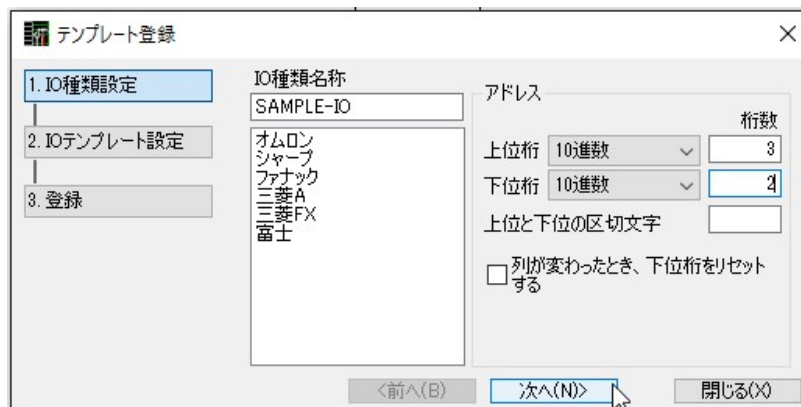 テンプレート登録
1. IO種類設定
2. IOテンプレート設定
3. 登録
IO種類名称
SAMPLE-IO
オムロン
シャープ
ファナック
三菱A
三菱FX
富士
アドレス
桁数
上位桁 10進数 3
下位桁 10進数 2
上位と下位の区切文字
列が変わったとき、下位桁をリセット
する
<前へ(B)
次へ(N)>
閉じる(X)